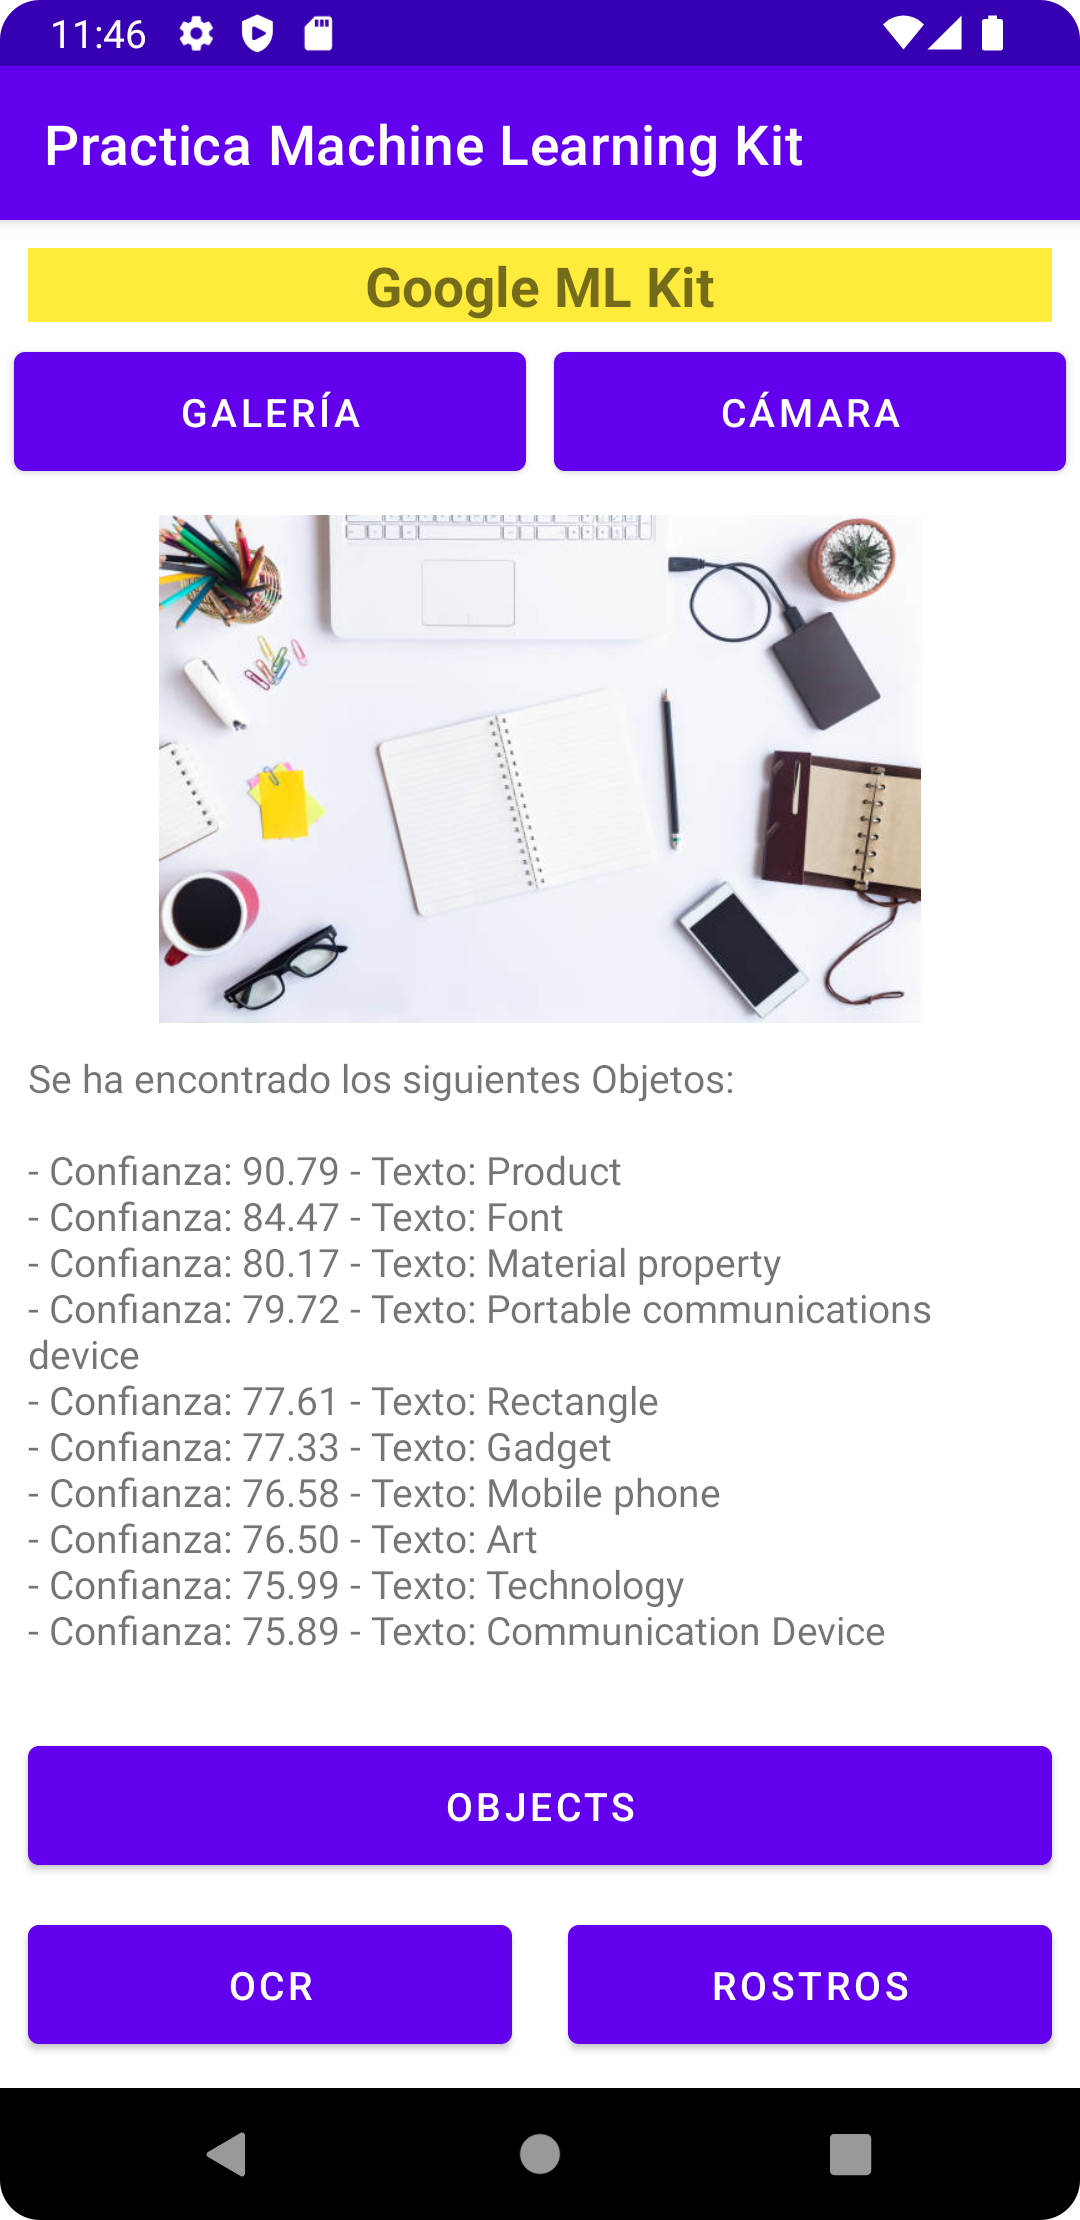 11:46
Practica Machine Learning Kit
Google ML Kit
GALERÍA
CÁMARA
Se ha encontrado los siguientes Objetos:
- Confianza: 90.79 - Texto: Product
- Confianza: 84.47 - Texto: Font
- Confianza: 80.17 - Texto: Material property
- Confianza: 79.72 - Texto: Portable communications
device
- Confianza: 77.61 - Texto: Rectangle
- Confianza: 77.33 - Texto: Gadget
- Confianza: 76.58 - Texto: Mobile phone
- Confianza: 76.50 - Texto: Art
- Confianza: 75.99 - Texto: Technology
- Confianza: 75.89 - Texto: Communication Device
OBJECTS
OCR
ROSTROS